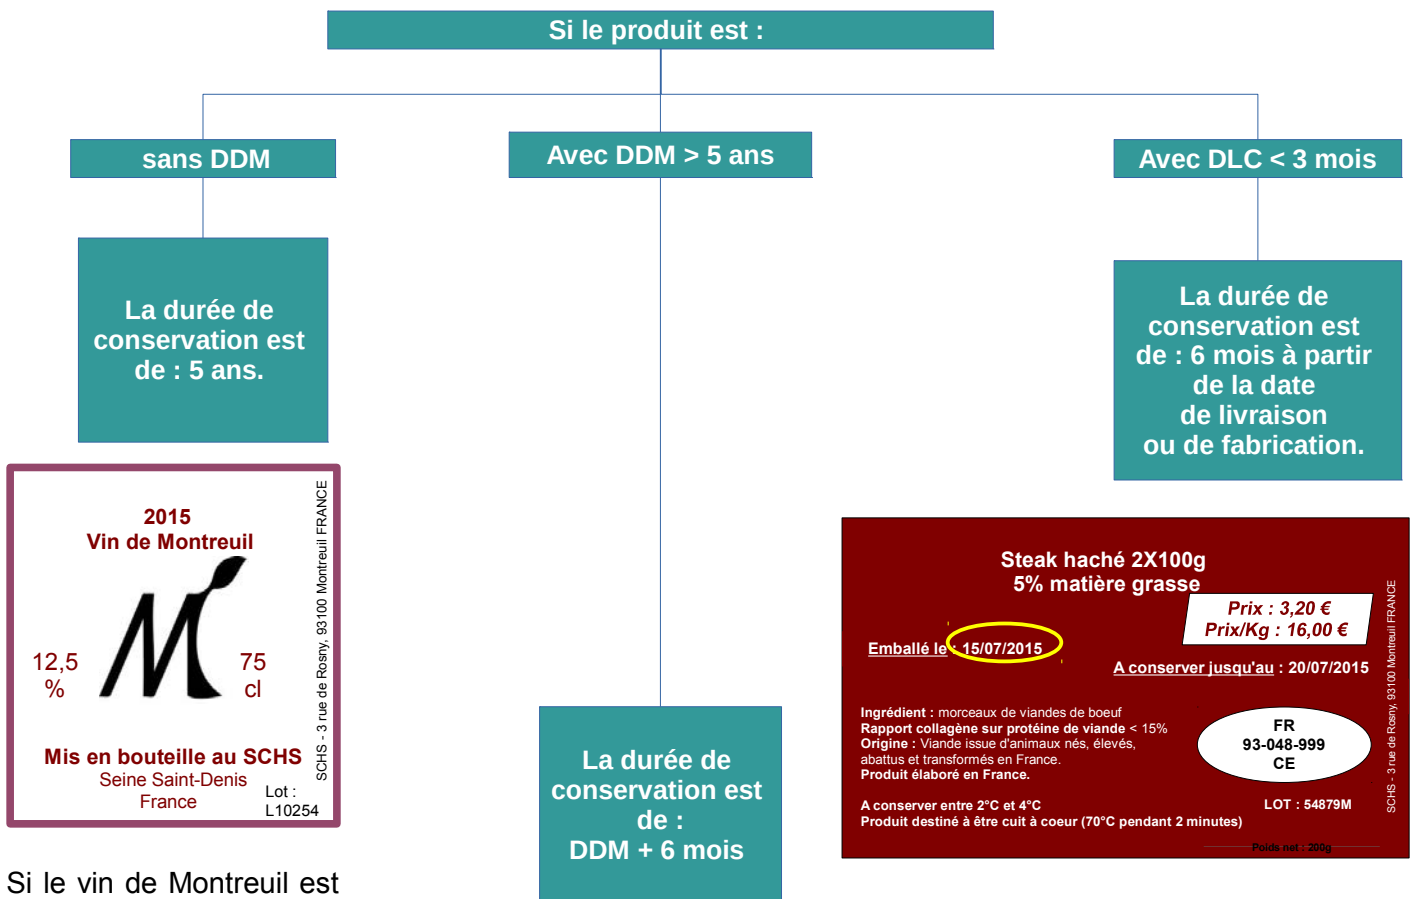 Si le produit est :
sans DDM
Avec DDM > 5 ans
Avec DLC < 3 mois
La durée de
conservation est
de : 5 ans.
La durée de
conservation est
de : 6 mois à partir
de la date
de livraison
ou de fabrication.
2015
Vin de Montreuil
M
12,5
%
75
cl
Mis en bouteille au SCHS
Seine Saint-Denis
France
Lot :
L10254
SCHS - 3 rue de Rosny, 93100 Montreuil FRANCE
Steak haché 2X100g
5% matière grasse
Prix : 3,20 €
Prix/Kg : 16,00 €
Emballé le : 15/07/2015
A conserver jusqu'au : 20/07/2015
Ingrédient : morceaux de viandes de boeuf
Rapport collagène sur protéine de viande < 15%
Origine : Viande issue d'animaux nés, élevés,
abattus et transformés en France.
Produit élaboré en France.
FR
93-048-999
CE
A conserver entre 2°C et 4°C
Produit destiné à être cuit à coeur (70°C pendant 2 minutes)
LOT : 54879M
Poids net : 200g
SCHS - 3 rue de Rosny, 93100 Montreuil FRANCE
La durée de
conservation est
de :
DDM + 6 mois
Si le vin de Montreuil est